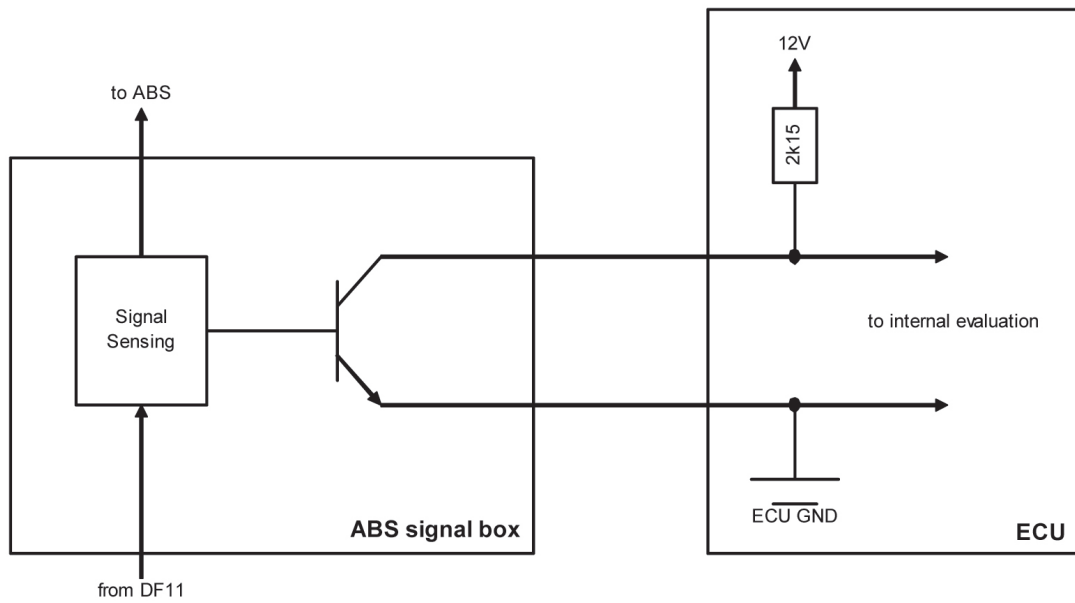 12V
to ABS
2k15
Signal
Sensing
to internal evaluation
ECU GND
ABS signal box
ECU
from DF11